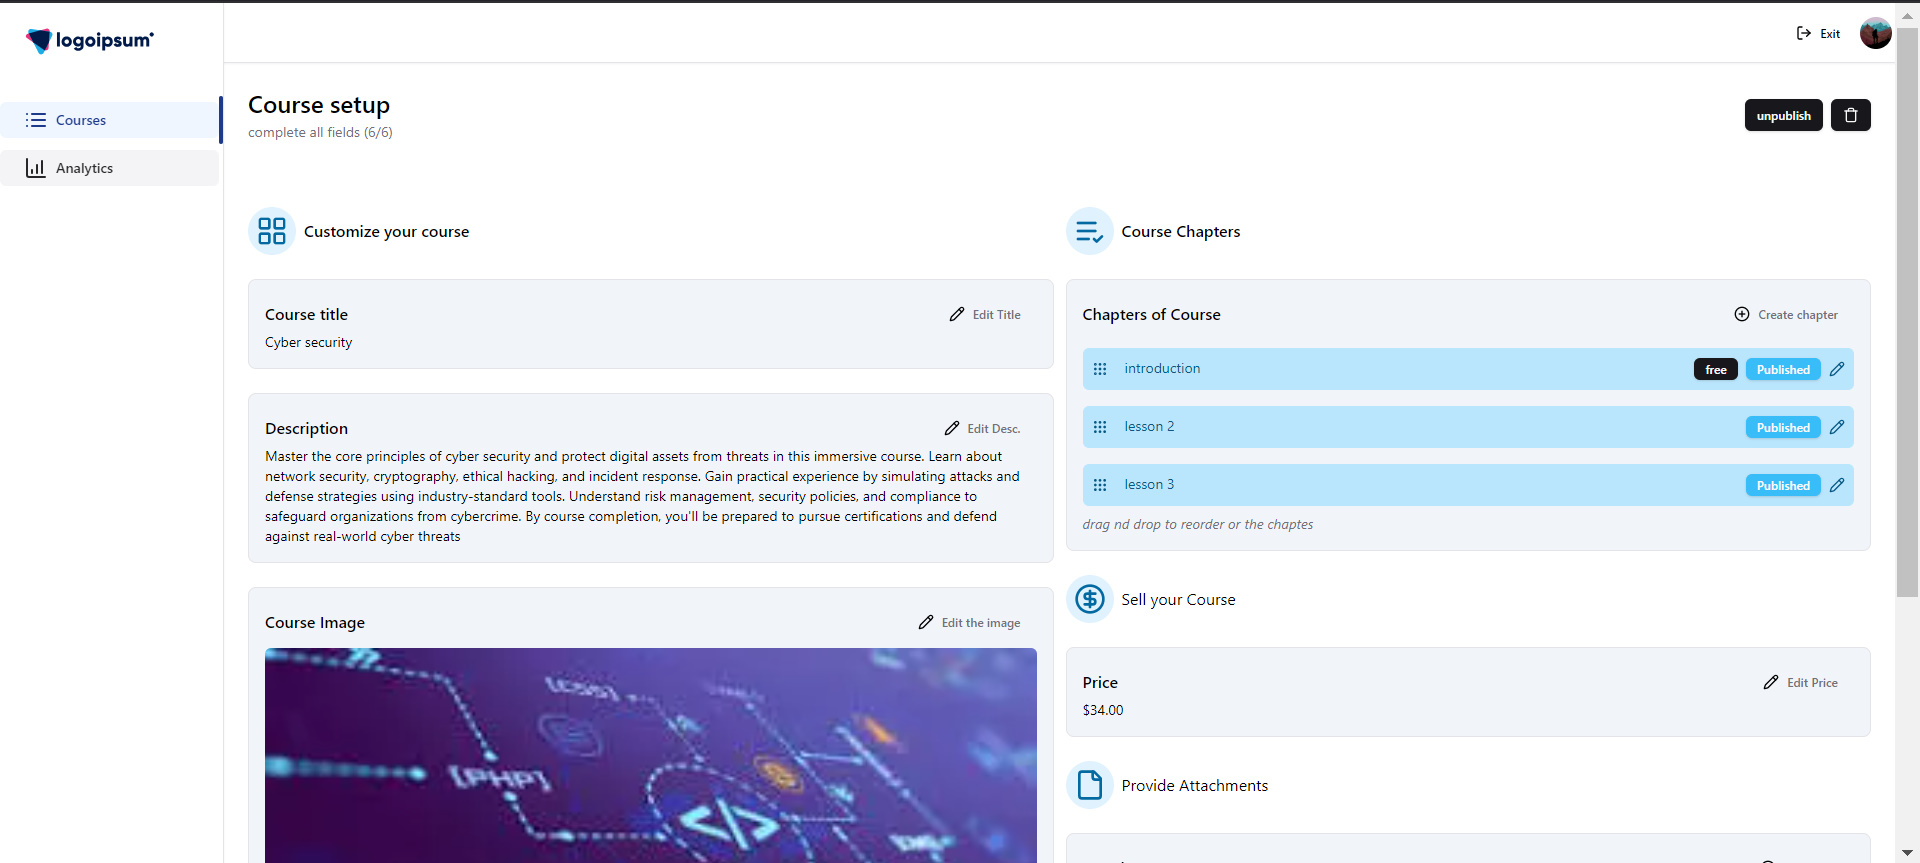 logoipsum
Exit
Courses
Analytics
Course setup
complete all fields (6/6)
unpublish
Customize your course
Course title
Edit Title
Cyber security
Description
Edit Desc.
Master the core principles of cyber security and protect digital assets from threats in this immersive course. Learn about
network security, cryptography, ethical hacking, and incident response. Gain practical experience by simulating attacks and
defense strategies using industry-standard tools. Understand risk management, security policies, and compliance to
safeguard organizations from cybercrime. By course completion, you'll be prepared to pursue certifications and defend
against real-world cyber threats
Course Image
Edit the image
[CSS]
[PHP]
</>
Course Chapters
Chapters of Course
Create chapter
introduction
free
Published
lesson 2
Published
lesson 3
Published
drag nd drop to reorder or the chaptes
Sell your Course
Price
Edit Price
$34.00
Provide Attachments